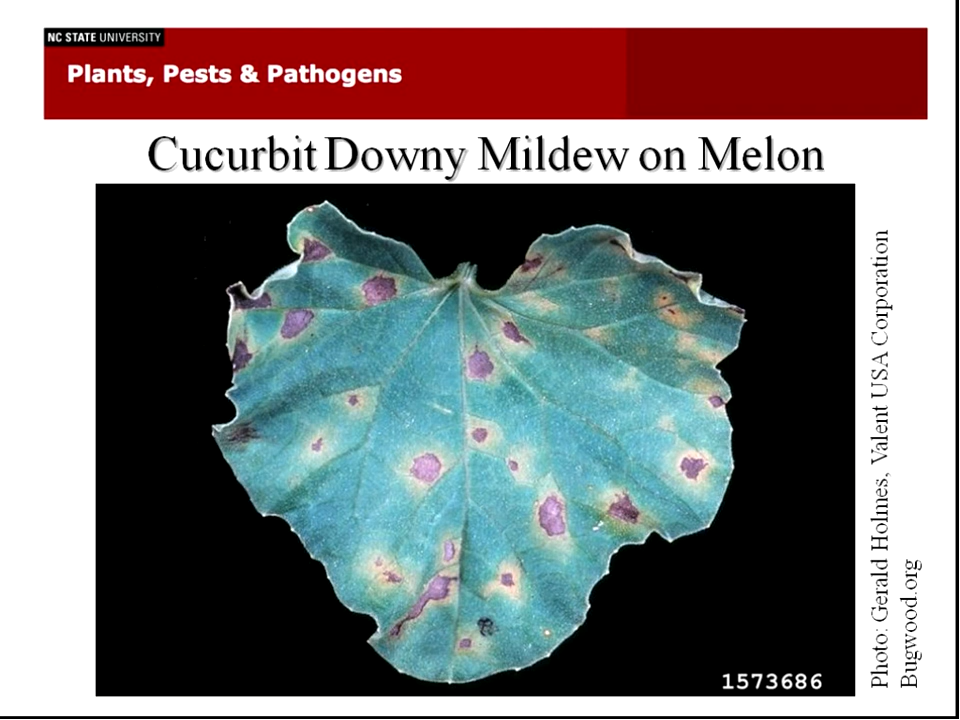 NC STATE UNIVERSITY
Plants, Pests & Pathogens
Cucurbit Downy Mildew on Melon
1573686
Photo: Gerald Holmes, Valent USA Corporation
Bugwood.org